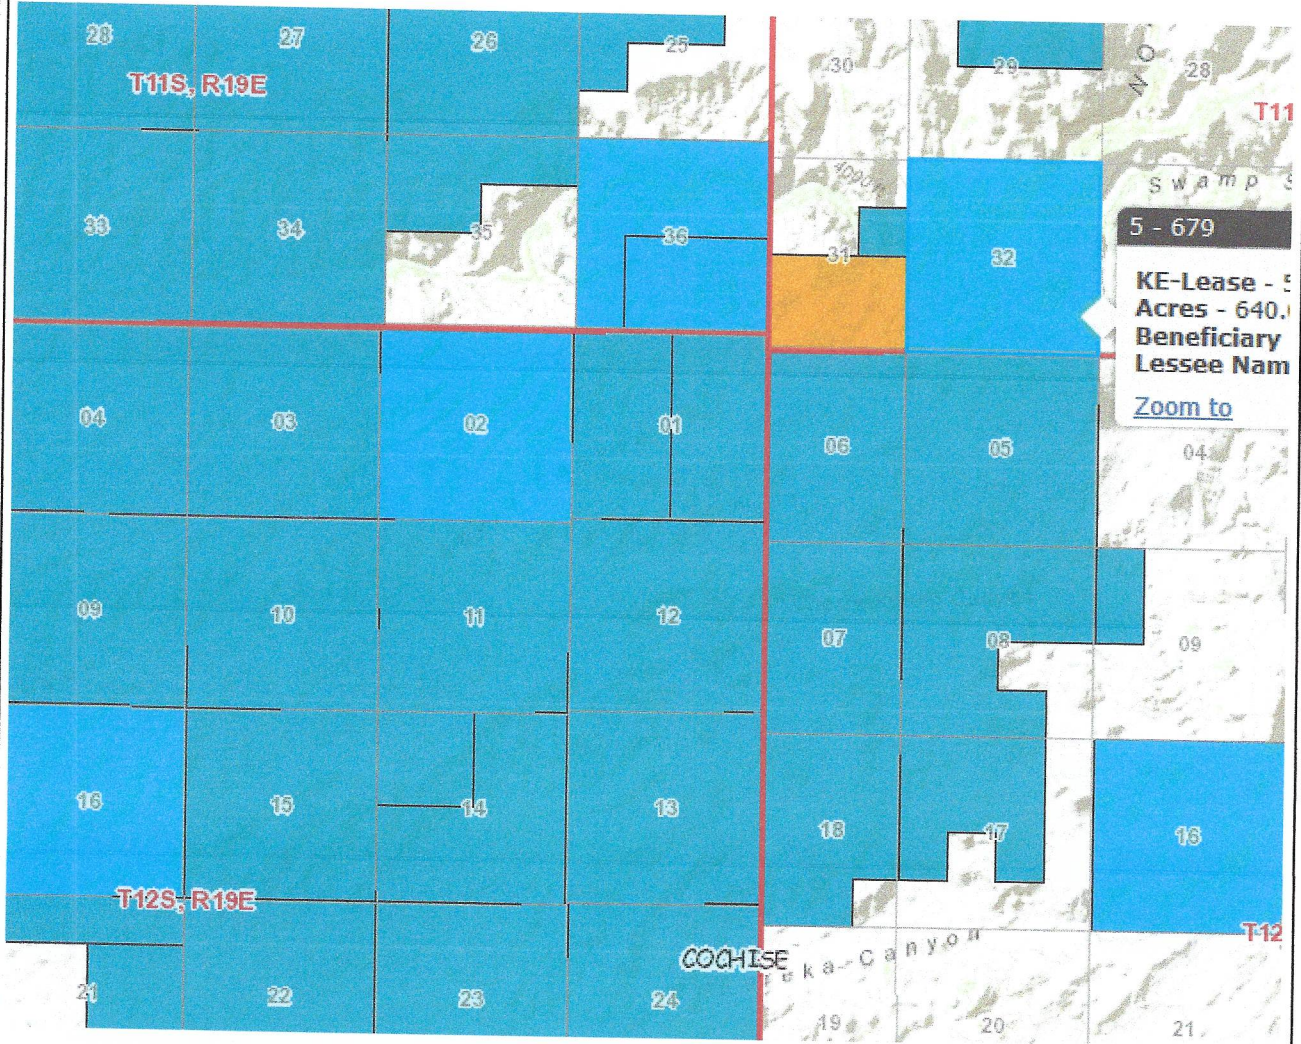 28 27 26 25 30 29 28
N O
T11S, R19E
T11
4090ft
Swamp S
33 34 35 36 31 32
5 - 679
KE-Lease - 5
Acres - 640.
Beneficiary
Lessee Nam
Zoom to
04 03 02 01 06 05 04
09 10 11 12 07 08 09
16 15 14 13 18 17 16
T12S, R19E
T12
COCHISE
ka Canyon
21 22 23 24 19 20 21